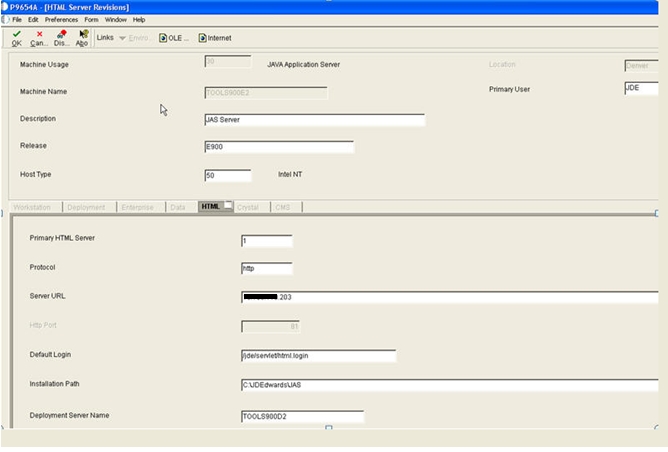 P9654A - [HTML Server Revisions]
File Edit Preferences Form Window Help
OK Can... Dis... Abo Links Enviro... OLE ... Internet
Machine Usage 30 JAVA Application Server Location Denver
Machine Name TOOLS900E2 Primary User JDE
Description JAS Server
Release E900
Host Type 50 Intel NT
Workstation Deployment Enterprise Data HTML Crystal CMS
Primary HTML Server 1
Protocol http
Server URL .203
Http Port 91
Default Login /jde/servlet/html.login
Installation Path C:\JDEdwards\JAS
Deployment Server Name TOOLS900D2